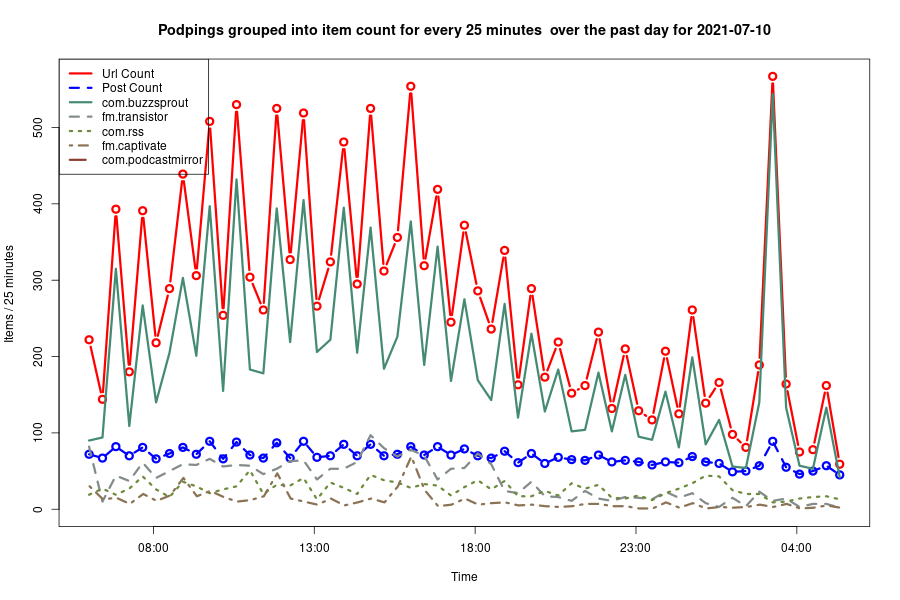 Podpings grouped into item count for every 25 minutes  over the past day for 2021-07-10
Url Count
Post Count
com.buzzsprout
fm.transistor
com.rss
fm.captivate
com.podcastmirror
Items / 25 minutes
500
400
300
200
100
0
08:00
13:00
18:00
23:00
04:00
Time